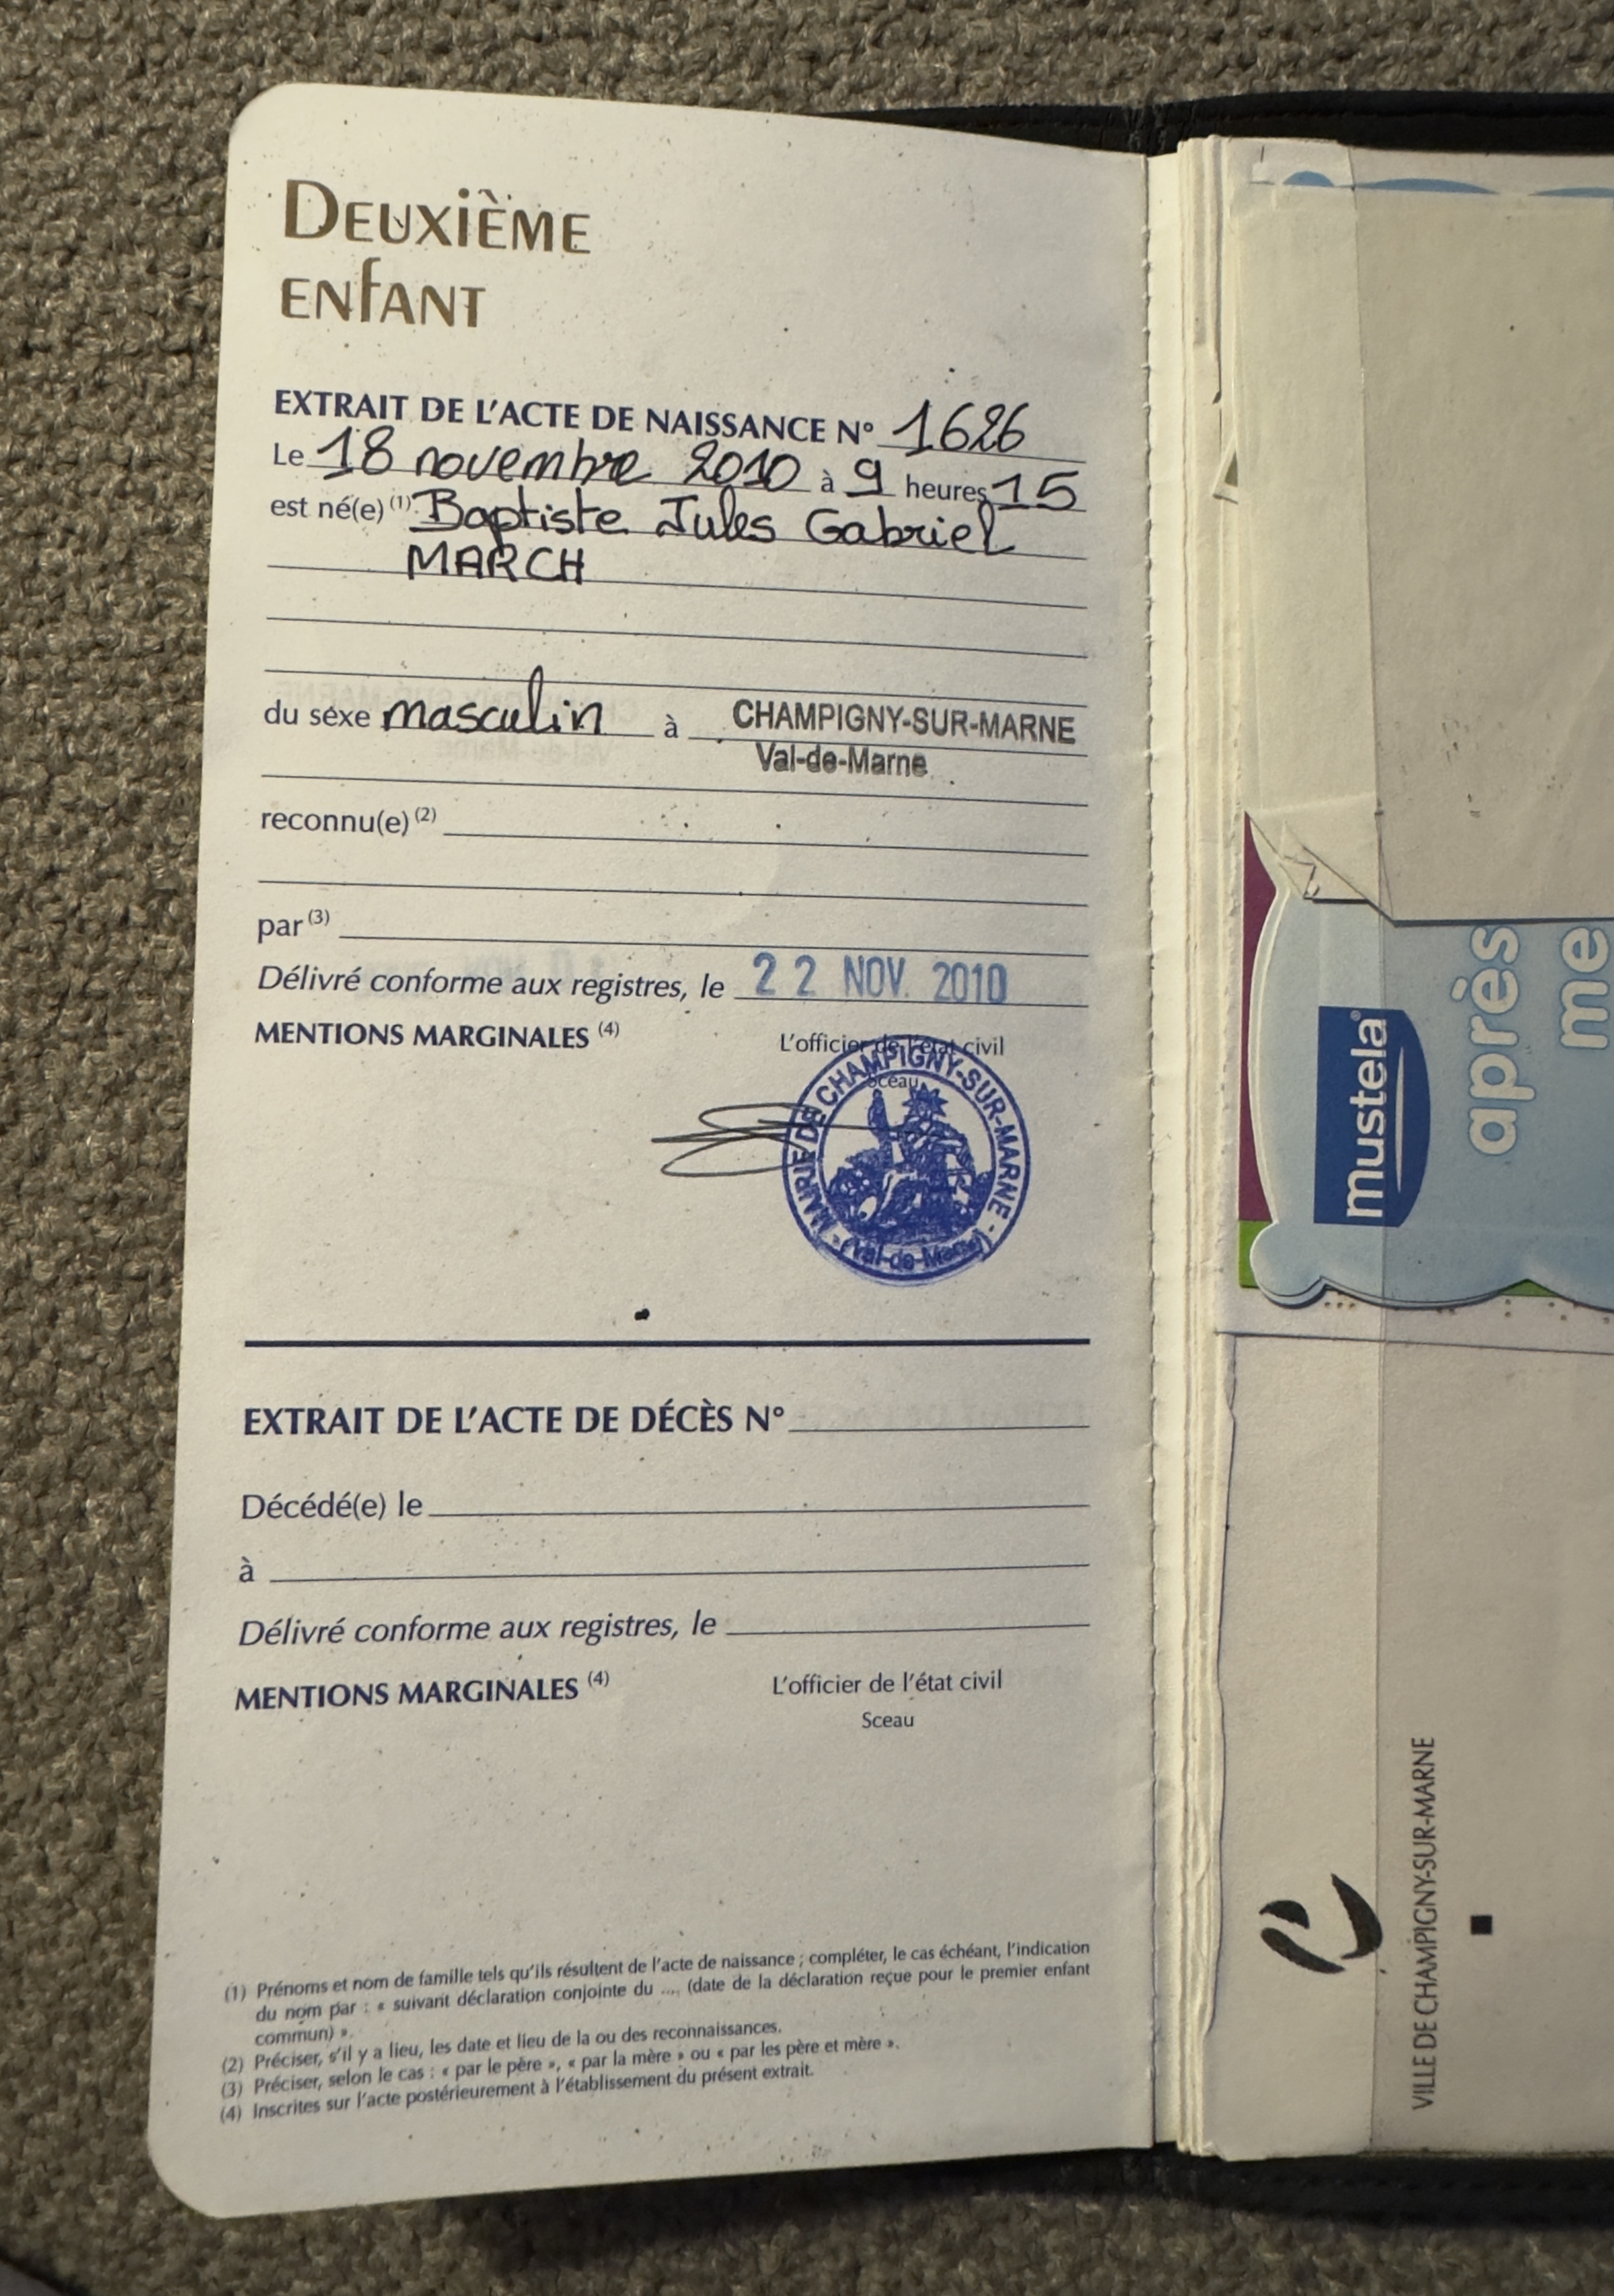 DEUXIÈME
ENFANT
EXTRAIT DE L'ACTE DE NAISSANCE N° 1626
Le 18 novembre 2010 à 9 heures 15
est né(e) (1) Baptiste Jules Gabriel
MARCH
du sexe masculin à CHAMPIGNY-SUR-MARNE
Val-de-Marne
reconnu(e) (2)
par (3)
Délivré conforme aux registres, le 22 NOV. 2010
MENTIONS MARGINALES (4)
L'officier de l'état civil
Sceau
MAIRIE DE CHAMPIGNY-SUR-MARNE - (Val-de-Marne) -
EXTRAIT DE L'ACTE DE DÉCÈS N°
Décédé(e) le
à
Délivré conforme aux registres, le
MENTIONS MARGINALES (4)
L'officier de l'état civil
Sceau
(1) Prénoms et nom de famille tels qu'ils résultent de l'acte de naissance ; compléter, le cas échéant, l'indication
du nom par : « suivant déclaration conjointe du .... (date de la déclaration reçue pour le premier enfant
commun) ».
(2) Préciser, s'il y a lieu, les date et lieu de la ou des reconnaissances.
(3) Préciser, selon le cas : « par le père », « par la mère » ou « par les père et mère ».
(4) Inscrites sur l'acte postérieurement à l'établissement du présent extrait.
mustela®
après
me
VILLE DE CHAMPIGNY-SUR-MARNE